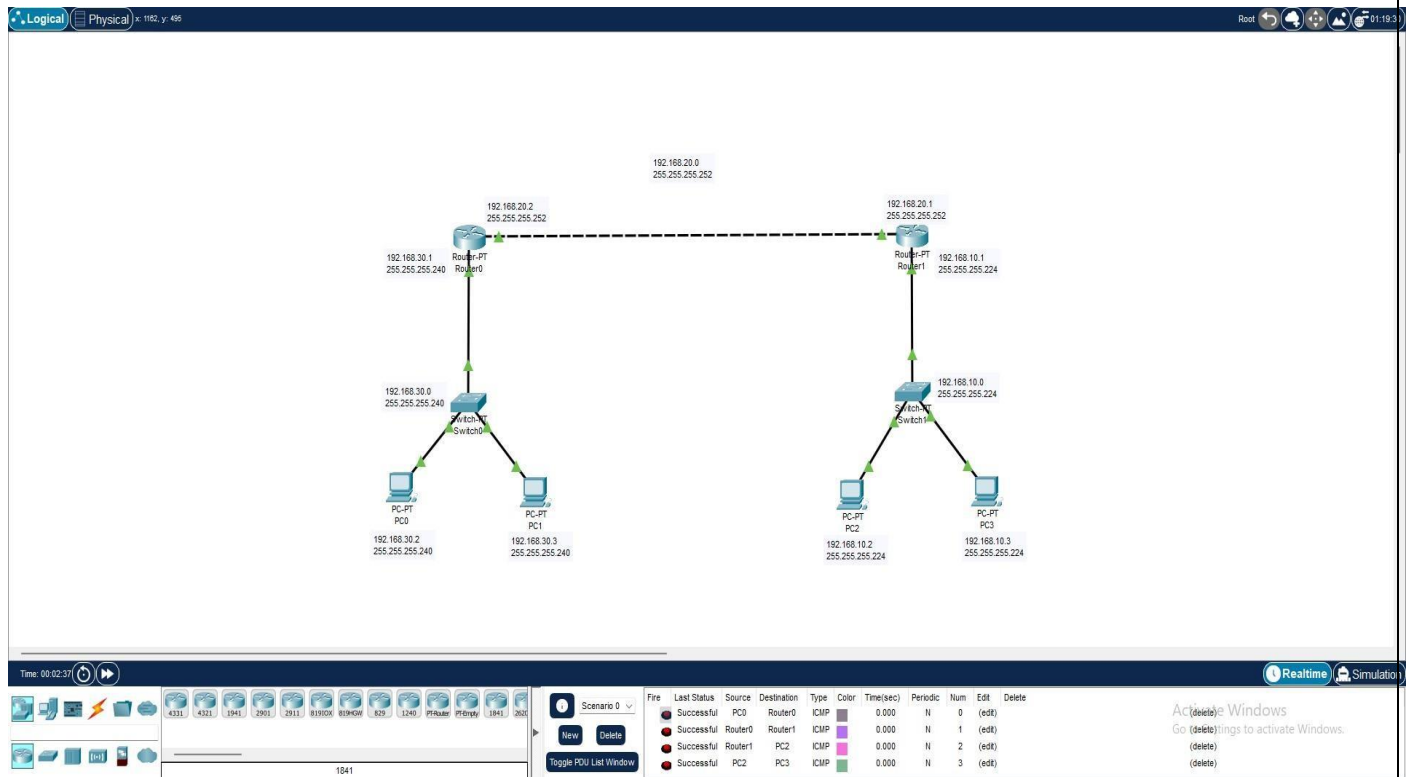 Logical Physical x: 1162, y: 495 Root 01:19:3
192.168.20.0
255.255.255.252
192.168.20.2
255.255.255.252
192.168.20.1
255.255.255.252
192.168.30.1
255.255.255.240
Router-PT
Router0
Router-PT
Router1
192.168.10.1
255.255.255.224
192.168.30.0
255.255.255.240
Switch-PT
Switch0
192.168.10.0
255.255.255.224
Switch-PT
Switch1
PC-PT
PC0
192.168.30.2
255.255.255.240
PC-PT
PC1
192.168.30.3
255.255.255.240
PC-PT
PC2
192.168.10.2
255.255.255.224
PC-PT
PC3
192.168.10.3
255.255.255.224
Time: 00:02:37 Realtime Simulation
4331 4321 1941 2901 2911 819IOX 819HGW 829 1240 PT-Router PT-Empty 1841 262
1841
Scenario 0
New Delete
Toggle PDU List Window
Fire Last Status Source Destination Type Color Time(sec) Periodic Num Edit Delete
Successful PC0 Router0 ICMP 0.000 N 0 (edit) (delete)
Successful Router0 Router1 ICMP 0.000 N 1 (edit) (delete)
Successful Router1 PC2 ICMP 0.000 N 2 (edit) (delete)
Successful PC2 PC3 ICMP 0.000 N 3 (edit) (delete)
Activate Windows
Go to Settings to activate Windows.